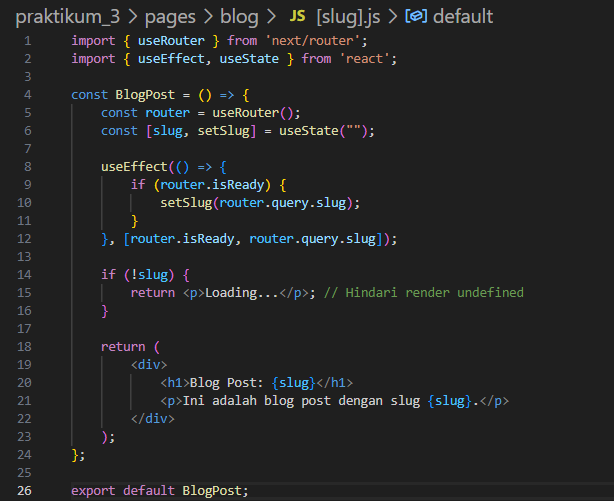 praktikum_3 > pages > blog > JS [slug].js > default
1 import { useRouter } from 'next/router';
2 import { useEffect, useState } from 'react';
3
4 const BlogPost = () => {
5     const router = useRouter();
6     const [slug, setSlug] = useState("");
7
8     useEffect(() => {
9         if (router.isReady) {
10             setSlug(router.query.slug);
11         }
12     }, [router.isReady, router.query.slug]);
13
14     if (!slug) {
15         return <p>Loading...</p>; // Hindari render undefined
16     }
17
18     return (
19         <div>
20             <h1>Blog Post: {slug}</h1>
21             <p>Ini adalah blog post dengan slug {slug}.</p>
22         </div>
23     );
24 };
25
26 export default BlogPost;